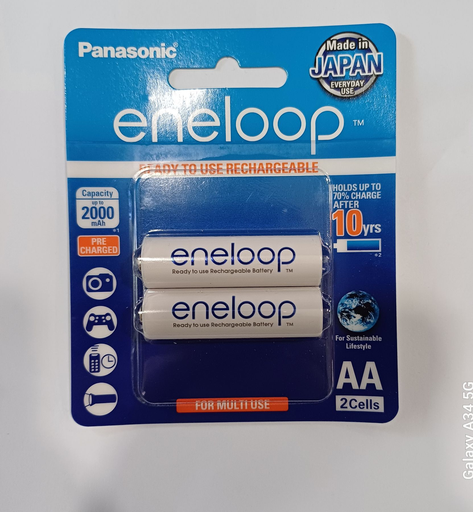 Panasonic
Made in
JAPAN
EVERYDAY
USE
eneloop ™
READY TO USE RECHARGEABLE
Capacity
up to
2000
mAh
*1
PRE
CHARGED
HOLDS UP TO
70% CHARGE
AFTER
10yrs
*2
eneloop
Ready to use Rechargeable Battery ™
eneloop
Ready to use Rechargeable Battery ™
For Sustainable
Lifestyle
AA
2Cells
FOR MULTI USE
Galaxy A34 5G